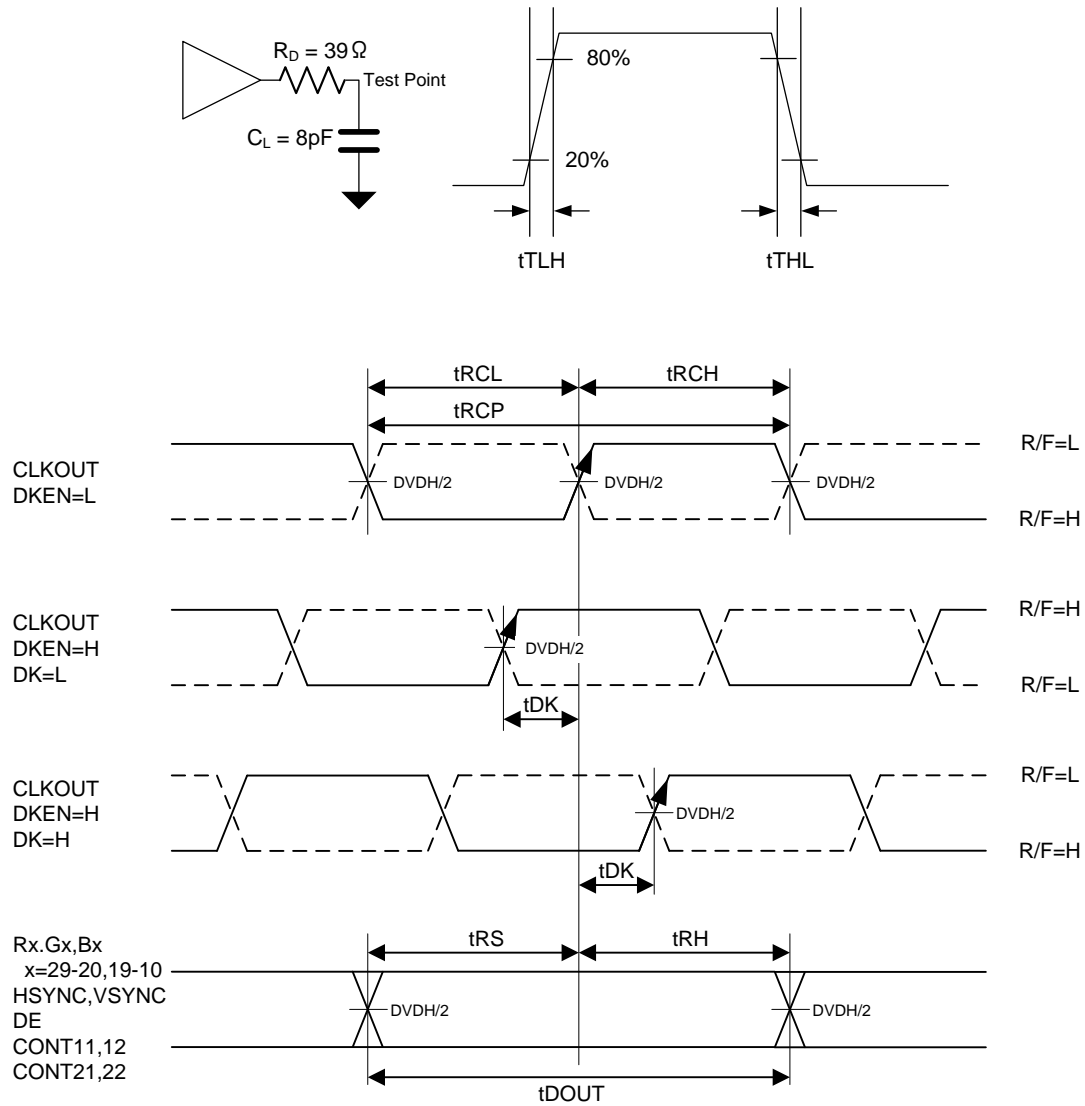 R_D = 39Ω
Test Point
C_L = 8pF
80%
20%
tTLH
tTHL
tRCL
tRCH
tRCP
R/F=L
CLKOUT
DKEN=L
DVDH/2
DVDH/2
DVDH/2
R/F=H
CLKOUT
DKEN=H
DK=L
R/F=H
DVDH/2
R/F=L
tDK
CLKOUT
DKEN=H
DK=H
R/F=L
DVDH/2
R/F=H
tDK
Rx.Gx,Bx
x=29-20,19-10
HSYNC,VSYNC
DE
CONT11,12
CONT21,22
tRS
tRH
DVDH/2
DVDH/2
tDOUT